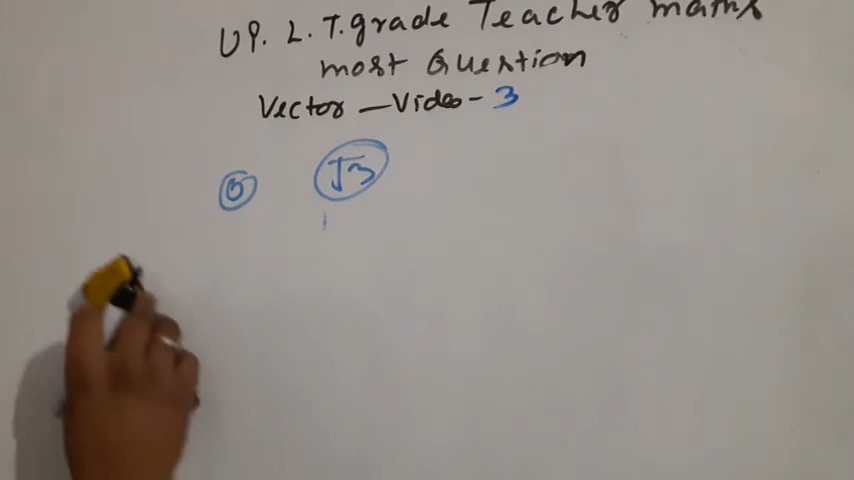 UP. L. T. grade Teacher maths
most Question
Vector — Video - 3
√3